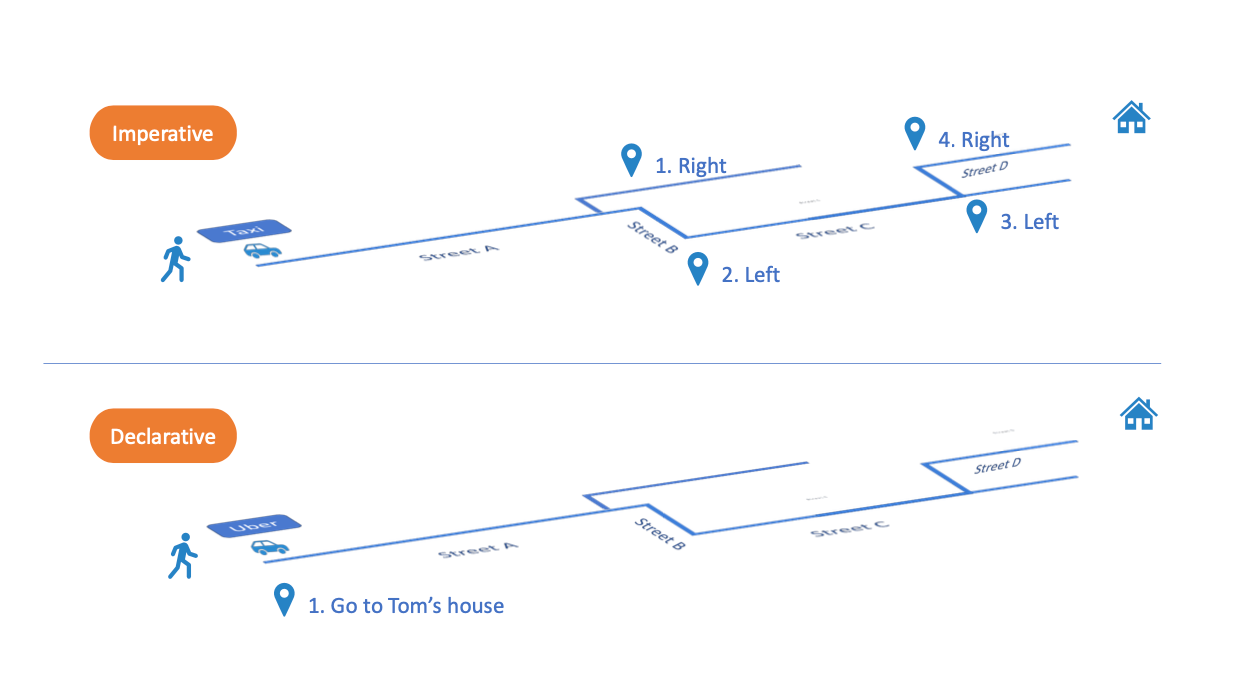 Imperative
4. Right
1. Right
Street D
Taxi
3. Left
Street B
Street C
Street A
2. Left
Declarative
Street D
Uber
Street B
Street C
Street A
1. Go to Tom’s house